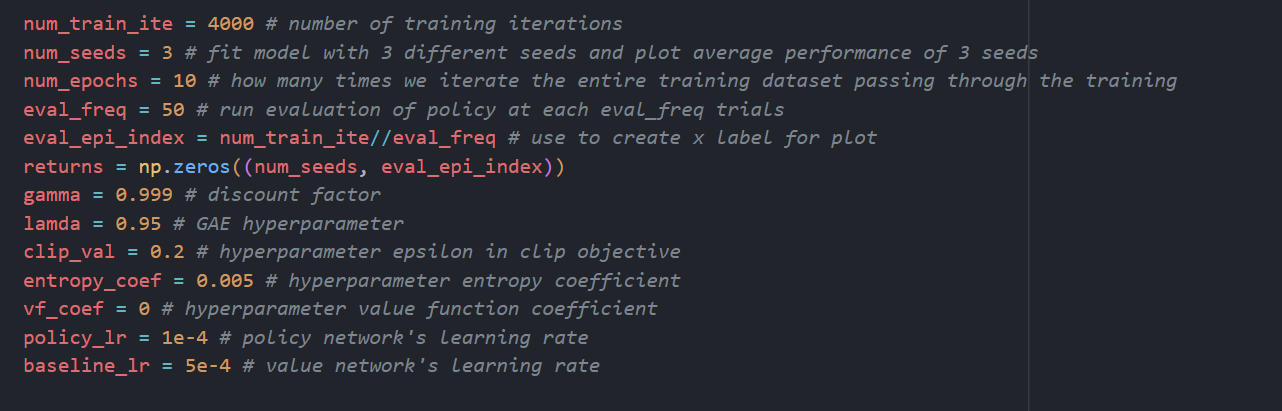 num_train_ite = 4000 # number of training iterations
num_seeds = 3 # fit model with 3 different seeds and plot average performance of 3 seeds
num_epochs = 10 # how many times we iterate the entire training dataset passing through the training
eval_freq = 50 # run evaluation of policy at each eval_freq trials
eval_epi_index = num_train_ite//eval_freq # use to create x label for plot
returns = np.zeros((num_seeds, eval_epi_index))
gamma = 0.999 # discount factor
lamda = 0.95 # GAE hyperparameter
clip_val = 0.2 # hyperparameter epsilon in clip objective
entropy_coef = 0.005 # hyperparameter entropy coefficient
vf_coef = 0 # hyperparameter value function coefficient
policy_lr = 1e-4 # policy network's learning rate
baseline_lr = 5e-4 # value network's learning rate